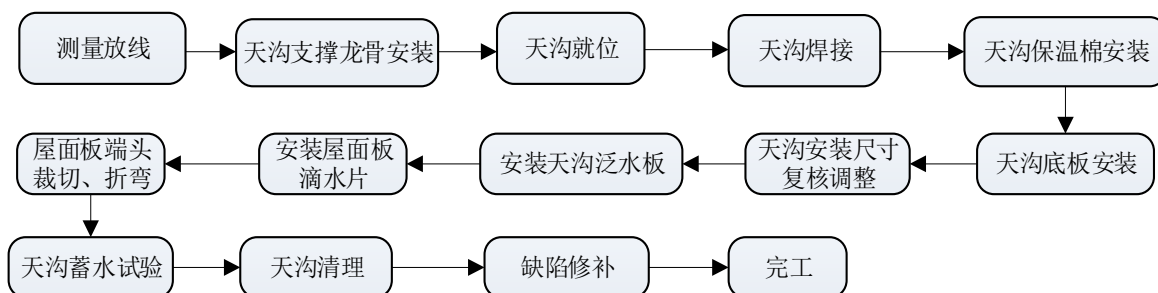 测量放线
天沟支撑龙骨安装
天沟就位
天沟焊接
天沟保温棉安装
天沟底板安装
天沟安装尺寸
复核调整
安装天沟泛水板
安装屋面板
滴水片
屋面板端头
裁切、折弯
天沟蓄水试验
天沟清理
缺陷修补
完工